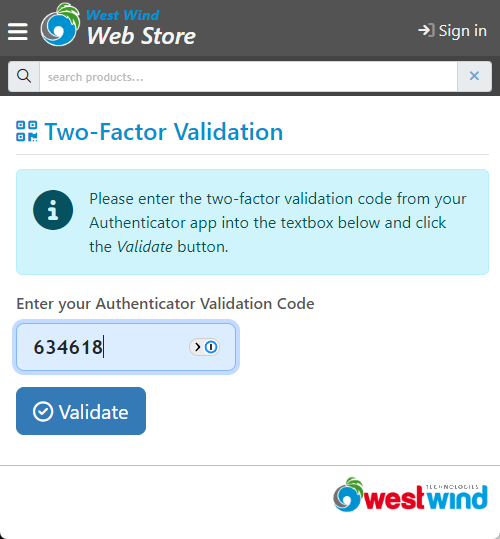 West Wind
Web Store
Sign in
search products...
Two-Factor Validation
Please enter the two-factor validation code from your
Authenticator app into the textbox below and click
the Validate button.
Enter your Authenticator Validation Code
634618
Validate
TECHNOLOGIES
westwind